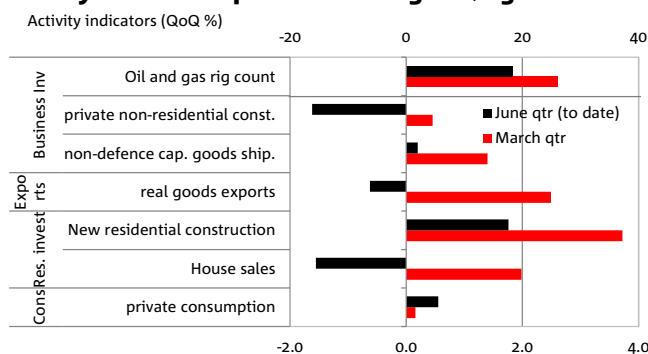 Activity indicators (QoQ %)
-20 0 20 40
Business Inv
Oil and gas rig count
private non-residential const.
non-defence cap. goods ship.
Expo
rts
real goods exports
Res. invest
New residential construction
House sales
Cons
private consumption
June qtr (to date)
March qtr
-2.0 0.0 2.0 4.0